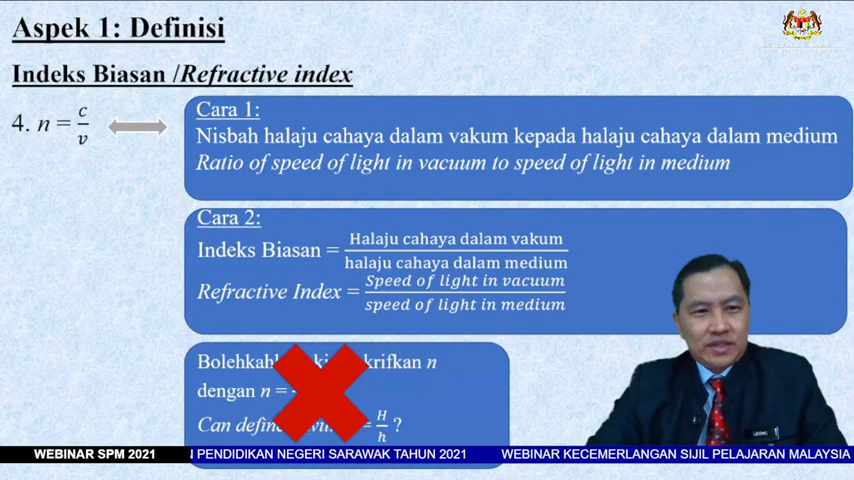 Aspek 1: Definisi
Indeks Biasan /Refractive index
4. n = c/v
Cara 1:
Nisbah halaju cahaya dalam vakum kepada halaju cahaya dalam medium
Ratio of speed of light in vacuum to speed of light in medium
Cara 2:
Indeks Biasan = Halaju cahaya dalam vakum / halaju cahaya dalam medium
Refractive Index = Speed of light in vacuum / speed of light in medium
n
dengan n =
Can = H/h ?
WEBINAR SPM 2021 PENDIDIKAN NEGERI SARAWAK TAHUN 2021 WEBINAR KECEMERLANGAN SIJIL PELAJARAN MALAYSIA